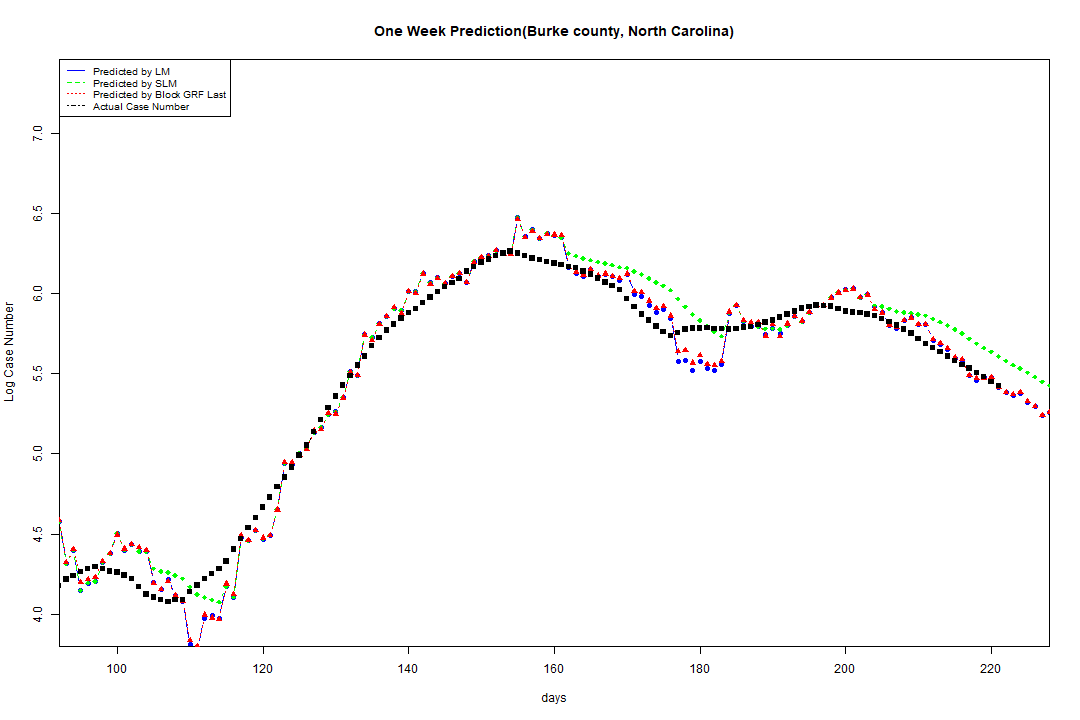 One Week Prediction(Burke county, North Carolina)
Predicted by LM
Predicted by SLM
Predicted by Block GRF Last
Actual Case Number
Log Case Number
7.0
6.5
6.0
5.5
5.0
4.5
4.0
100 120 140 160 180 200 220
days